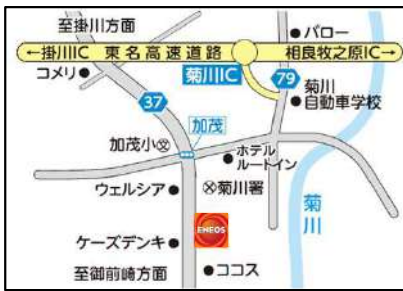 至掛川方面
←掛川IC 東名高速道路 相良牧之原IC→
バロー
コメリ
菊川IC
79
菊川
自動車学校
37
加茂
加茂小
文
ホテル
ルートイン
ウェルシア
菊川署
菊川
ENEOS
ケーズデンキ
至御前崎方面
ココス